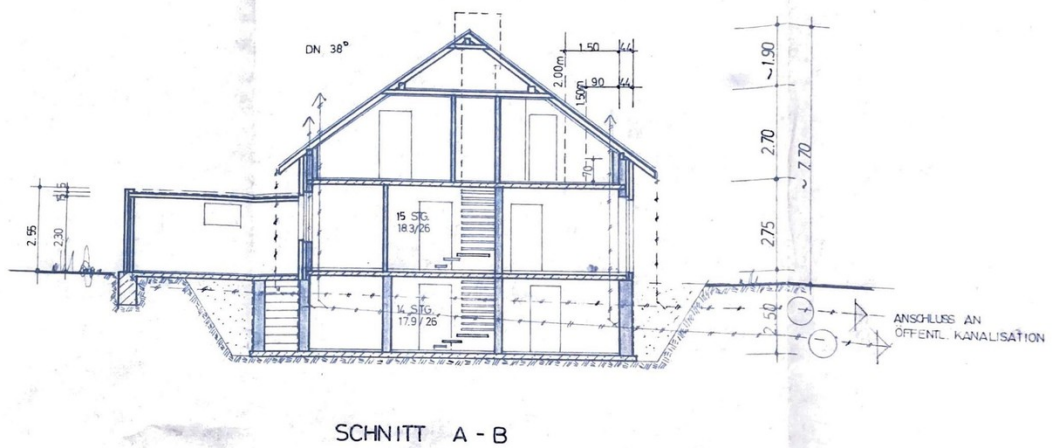 DN 38°
1.50
44
2.00m
1.50m
90
44
70
~1.90
2.70
~7.70
2.75
2.50
2.55
2.30
15 STG.
18.3/26
14 STG.
17.9/26
ANSCHLUSS AN
ÖFFENTL. KANALISATION
SCHNITT A - B